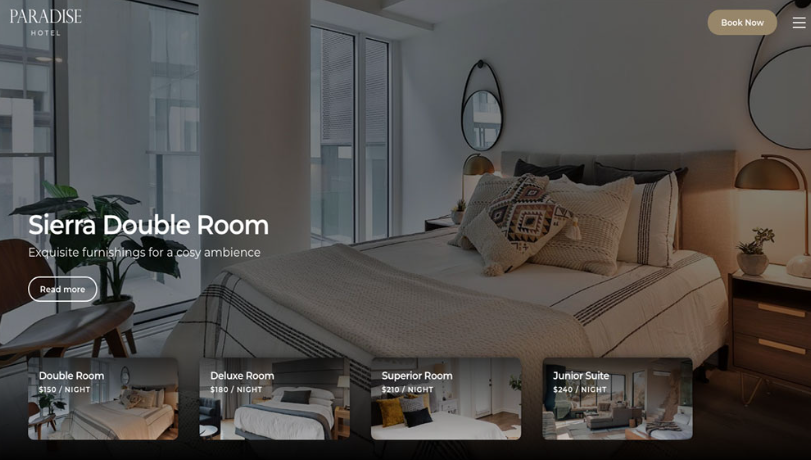 PARADISE
HOTEL
Book Now
Sierra Double Room
Exquisite furnishings for a cosy ambience
Read more
Double Room
$150 / NIGHT
Deluxe Room
$180 / NIGHT
Superior Room
$210 / NIGHT
Junior Suite
$240 / NIGHT